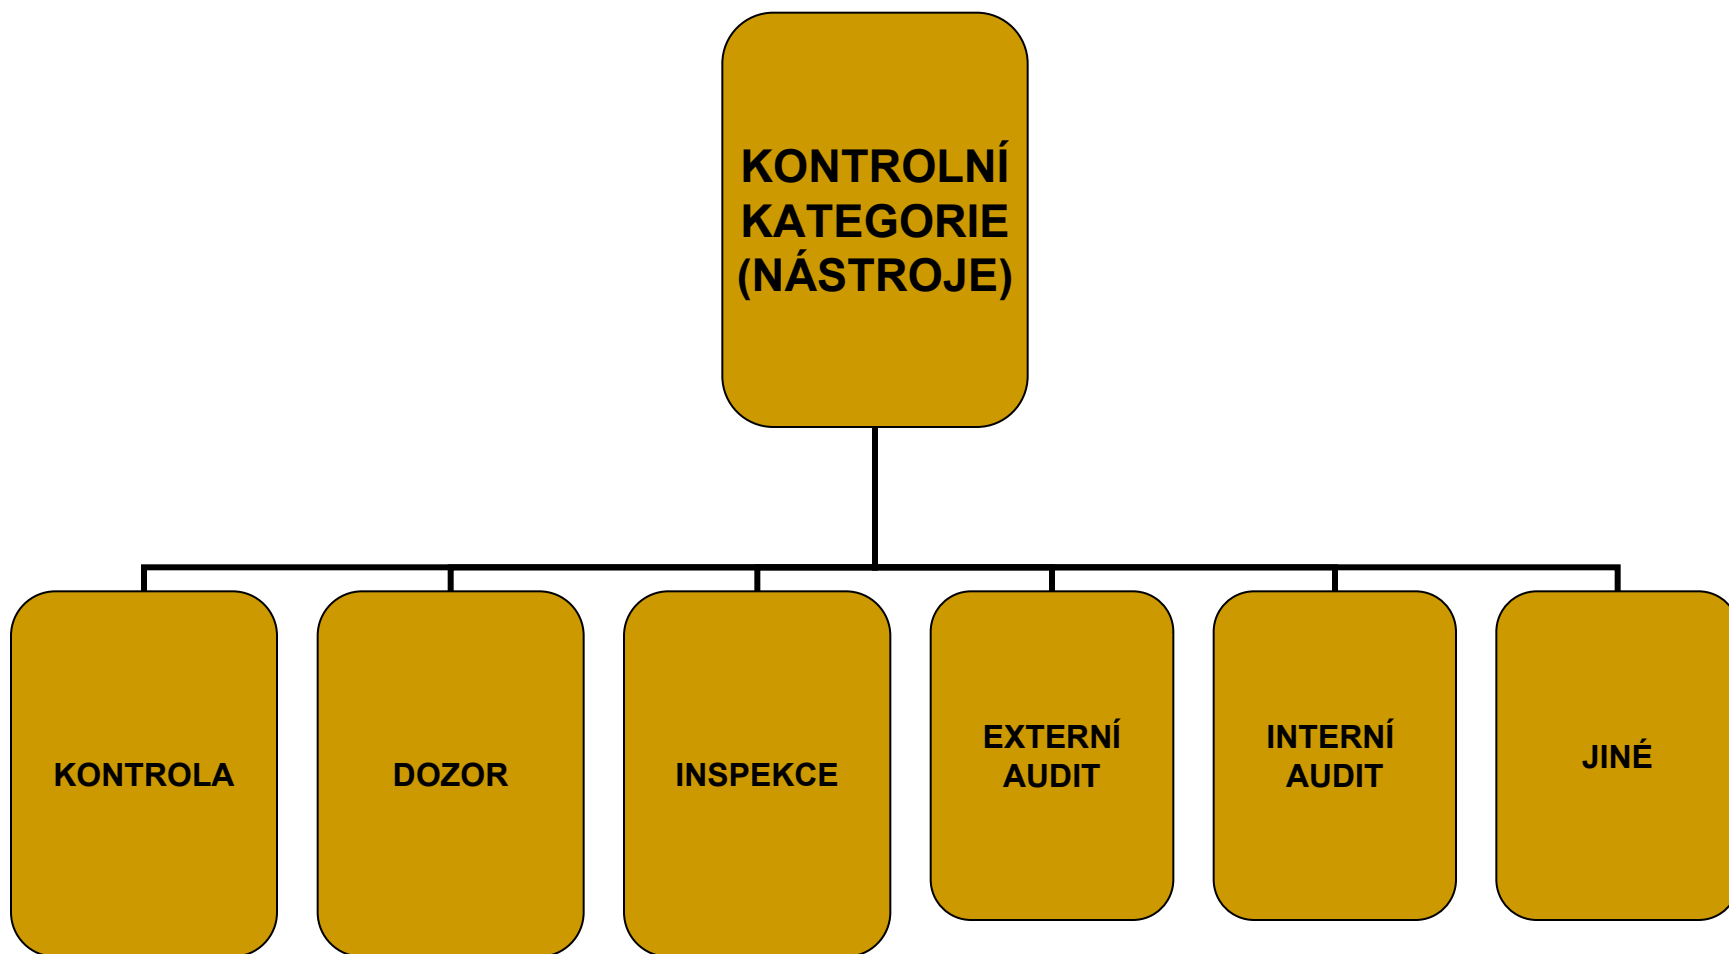 KONTROLNÍ
KATEGORIE
(NÁSTROJE)
KONTROLA
DOZOR
INSPEKCE
EXTERNÍ
AUDIT
INTERNÍ
AUDIT
JINÉ